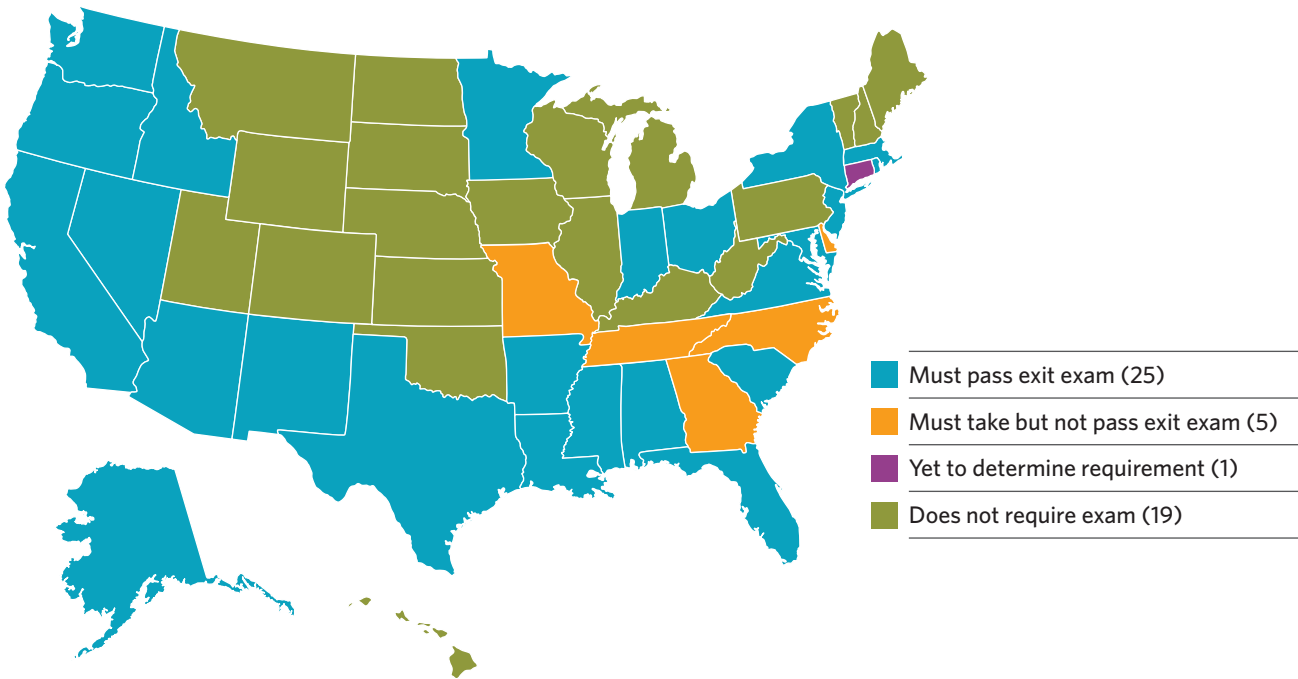 Must pass exit exam (25)
Must take but not pass exit exam (5)
Yet to determine requirement (1)
Does not require exam (19)